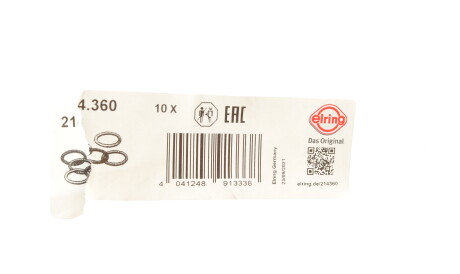 4.360
10 X
EAC
elring
21
Das Original
4 041248 913336
Elring Germany
elring.de/214360